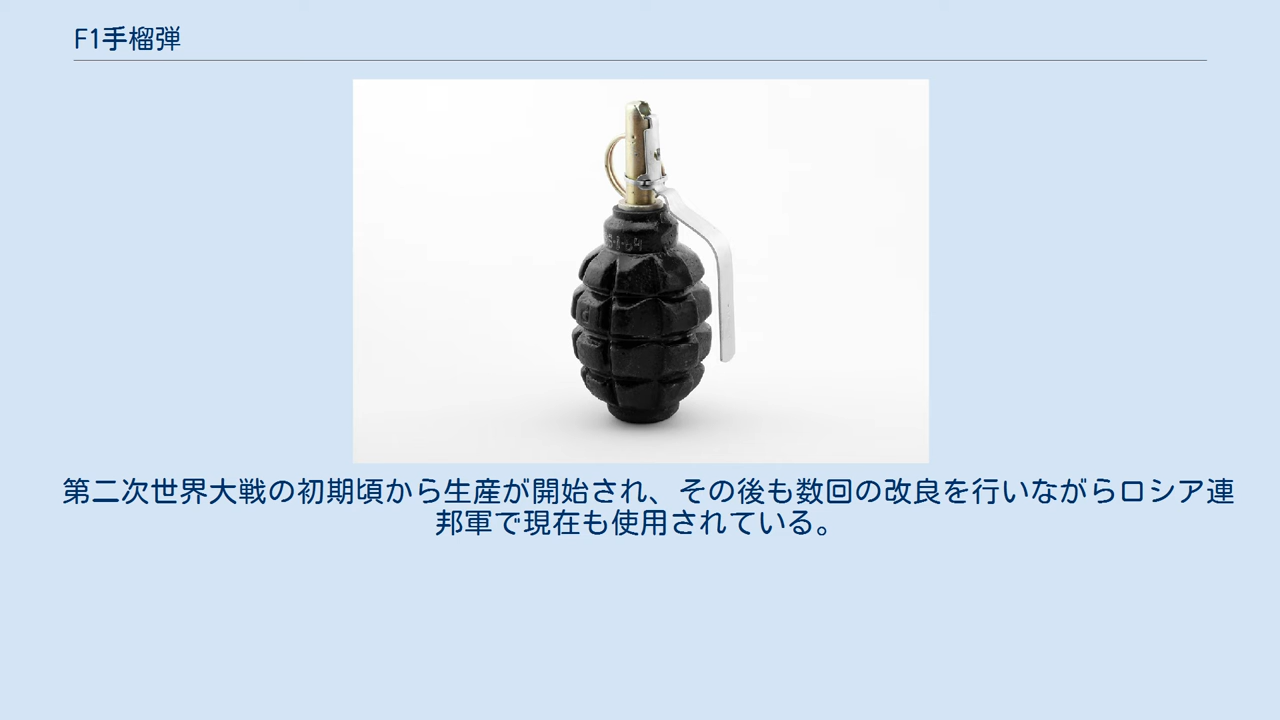 F1手榴弾
第二次世界大戦の初期頃から生産が開始され、その後も数回の改良を行いながらロシア連
邦軍で現在も使用されている。